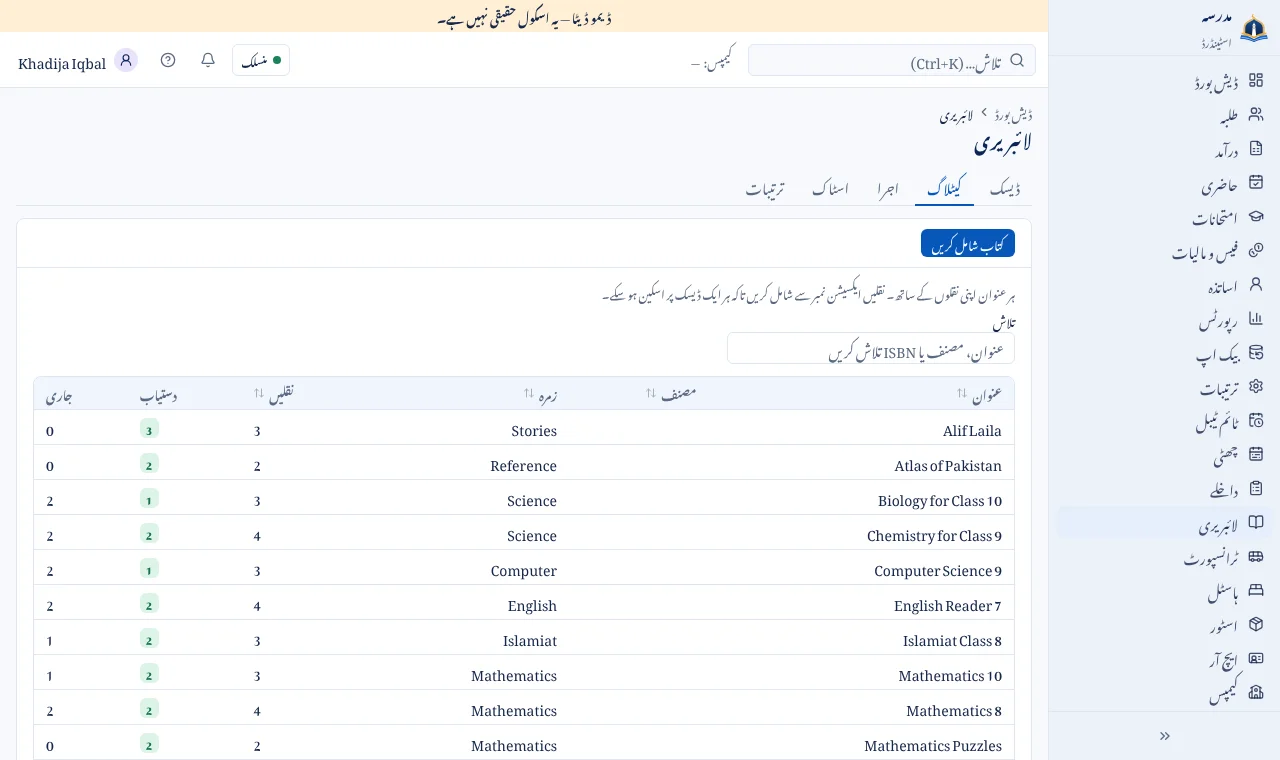 ڈیمو ڈیٹا — یہ اسکول حقیقی نہیں ہے۔
مدرسہ
اسٹینڈرڈ
تلاش... (Ctrl+K)
کیمپس: —
منسلک
Khadija Iqbal
ڈیش بورڈ
طلبہ
درآمد
حاضری
امتحانات
فیس و مالیات
اساتذہ
رپورٹس
بیک اپ
ترتیبات
ٹائم ٹیبل
چھٹی
داخلے
لائبریری
ٹرانسپورٹ
ہاسٹل
اسٹور
ایچ آر
کیمپس
ڈیش بورڈ › لائبریری
لائبریری
ڈیسک کیٹلاگ اجرا اسٹاک ترتیبات
کتاب شامل کریں
ہر عنوان اپنی نقلوں کے ساتھ۔ نقلیں ایکسیشن نمبر سے شامل کریں تاکہ ہر ایک ڈیسک پر اسکین ہو سکے۔
تلاش
عنوان، مصنف یا ISBN تلاش کریں
عنوان مصنف زمرہ نقلیں دستیاب جاری
Alif Laila Stories 3 3 0
Atlas of Pakistan Reference 2 2 0
Biology for Class 10 Science 3 1 2
Chemistry for Class 9 Science 4 2 2
Computer Science 9 Computer 3 1 2
English Reader 7 English 4 2 2
Islamiat Class 8 Islamiat 3 2 1
Mathematics 10 Mathematics 3 2 1
Mathematics 8 Mathematics 4 2 2
Mathematics Puzzles Mathematics 2 2 0